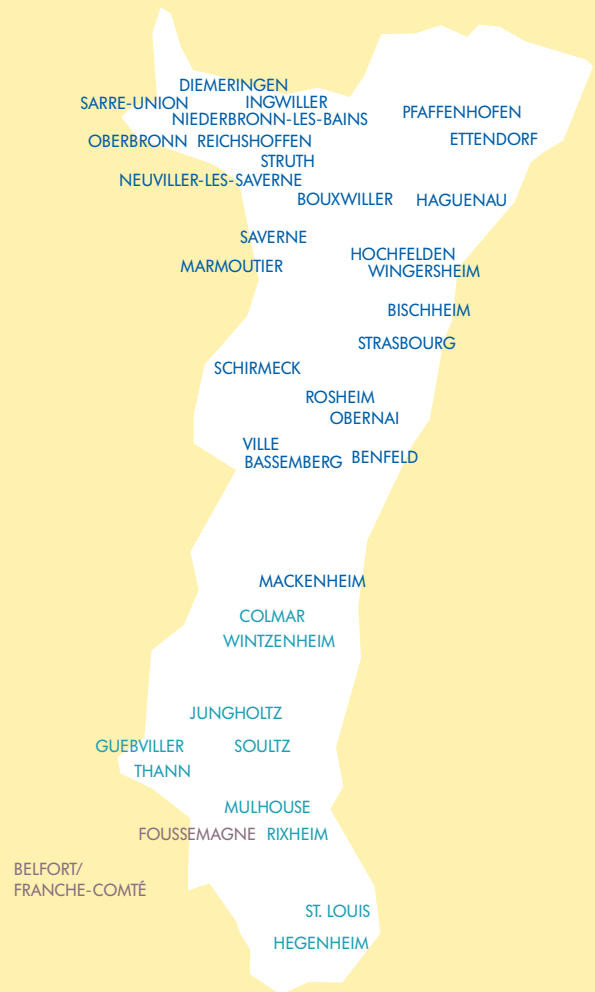 DIEMERINGEN
SARRE-UNION
INGWILLER
NIEDERBRONN-LES-BAINS
PFAFFENHOFEN
OBERBRONN
REICHSHOFFEN
ETTENDORF
STRUTH
NEUVILLER-LES-SAVERNE
BOUXWILLER
HAGUENAU
SAVERNE
HOCHFELDEN
MARMOUTIER
WINGERSHEIM
BISCHHEIM
STRASBOURG
SCHIRMECK
ROSHEIM
OBERNAI
VILLE
BASSEMBERG
BENFELD
MACKENHEIM
COLMAR
WINTZENHEIM
JUNGHOLTZ
GUEBVILLER
SOULTZ
THANN
MULHOUSE
FOUSSEMAGNE
RIXHEIM
BELFORT/
FRANCHE-COMTÉ
ST. LOUIS
HEGENHEIM